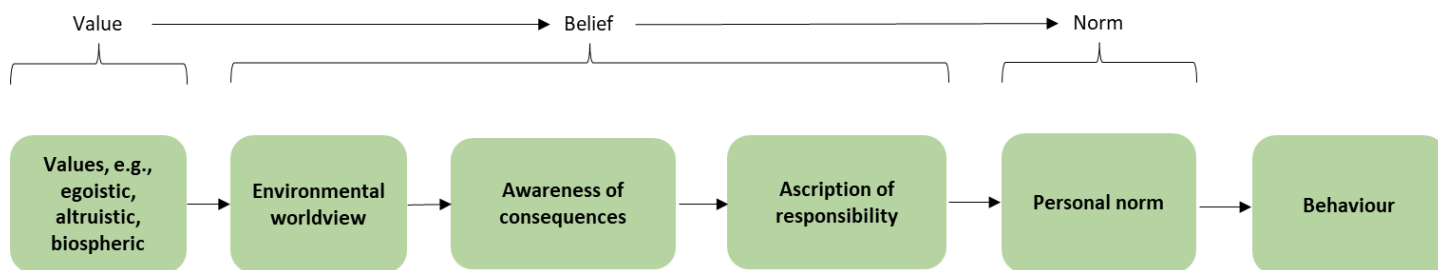 Value
Belief
Norm
Values, e.g.,
egoistic,
altruistic,
biospheric
Environmental
worldview
Awareness of
consequences
Ascription of
responsibility
Personal norm
Behaviour